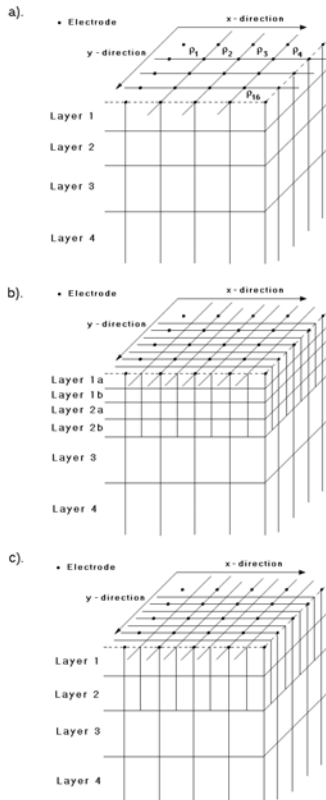 a).
• Electrode
x-direction
y-direction
ρ1 ρ2 ρ3 ρ4
ρ16
Layer 1
Layer 2
Layer 3
Layer 4
b).
• Electrode
x-direction
y-direction
Layer 1a
Layer 1b
Layer 2a
Layer 2b
Layer 3
Layer 4
c).
• Electrode
x-direction
y-direction
Layer 1
Layer 2
Layer 3
Layer 4